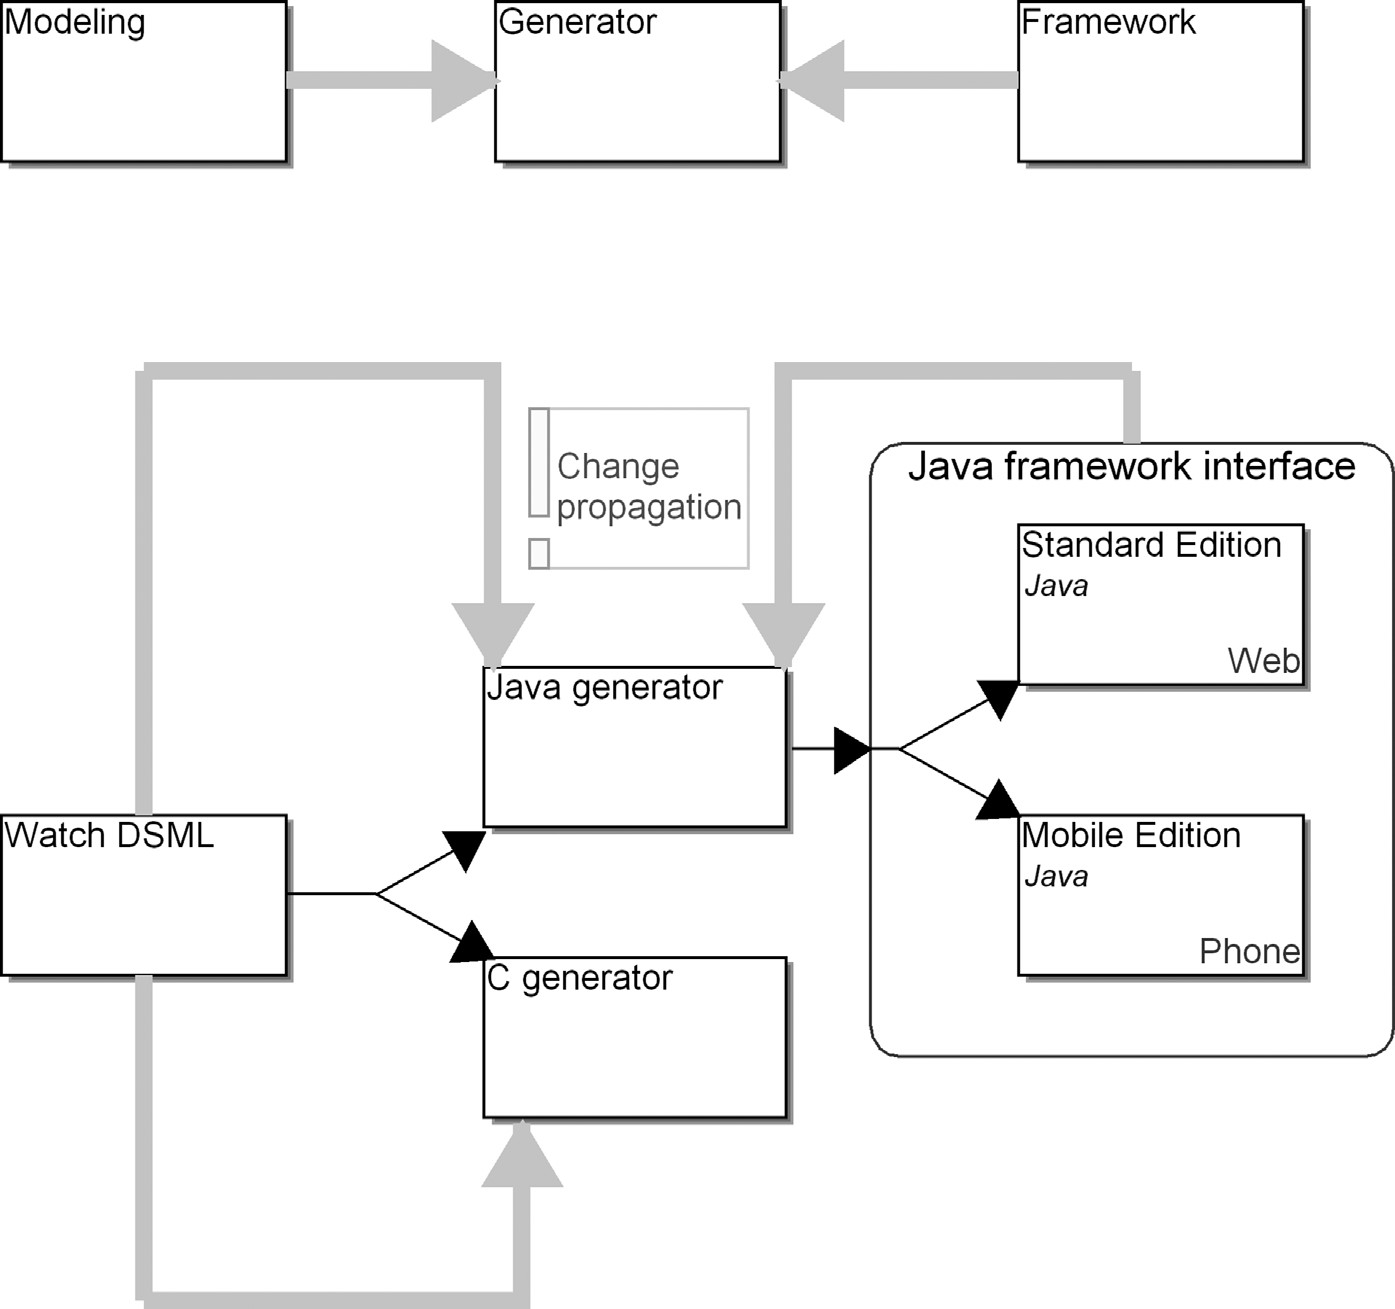 Modeling
Generator
Framework
Change
propagation
Java framework interface
Standard Edition
Java
Web
Java generator
Watch DSML
Mobile Edition
Java
Phone
C generator